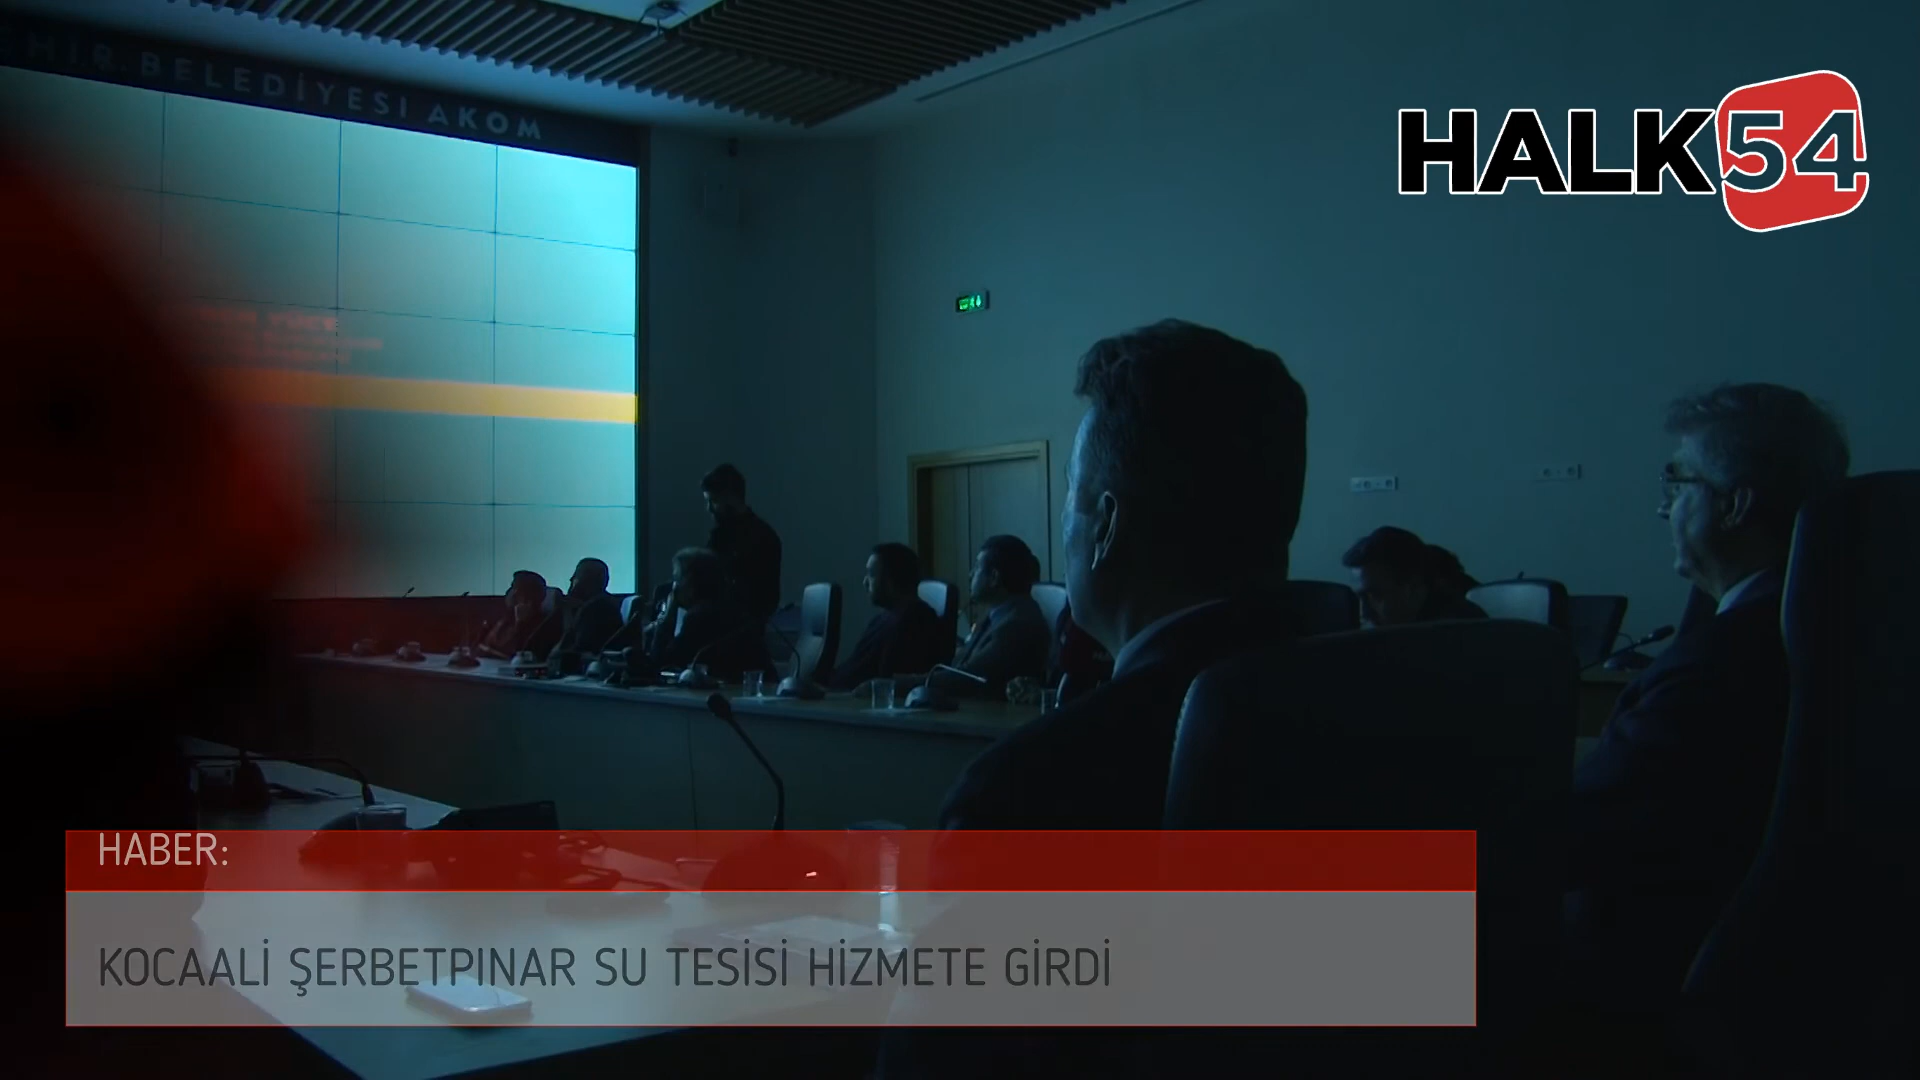 BELEDİYESİ AKOM
HALK54
HABER:
KOCAALİ ŞERBETPINAR SU TESİSİ HİZMETE GİRDİ